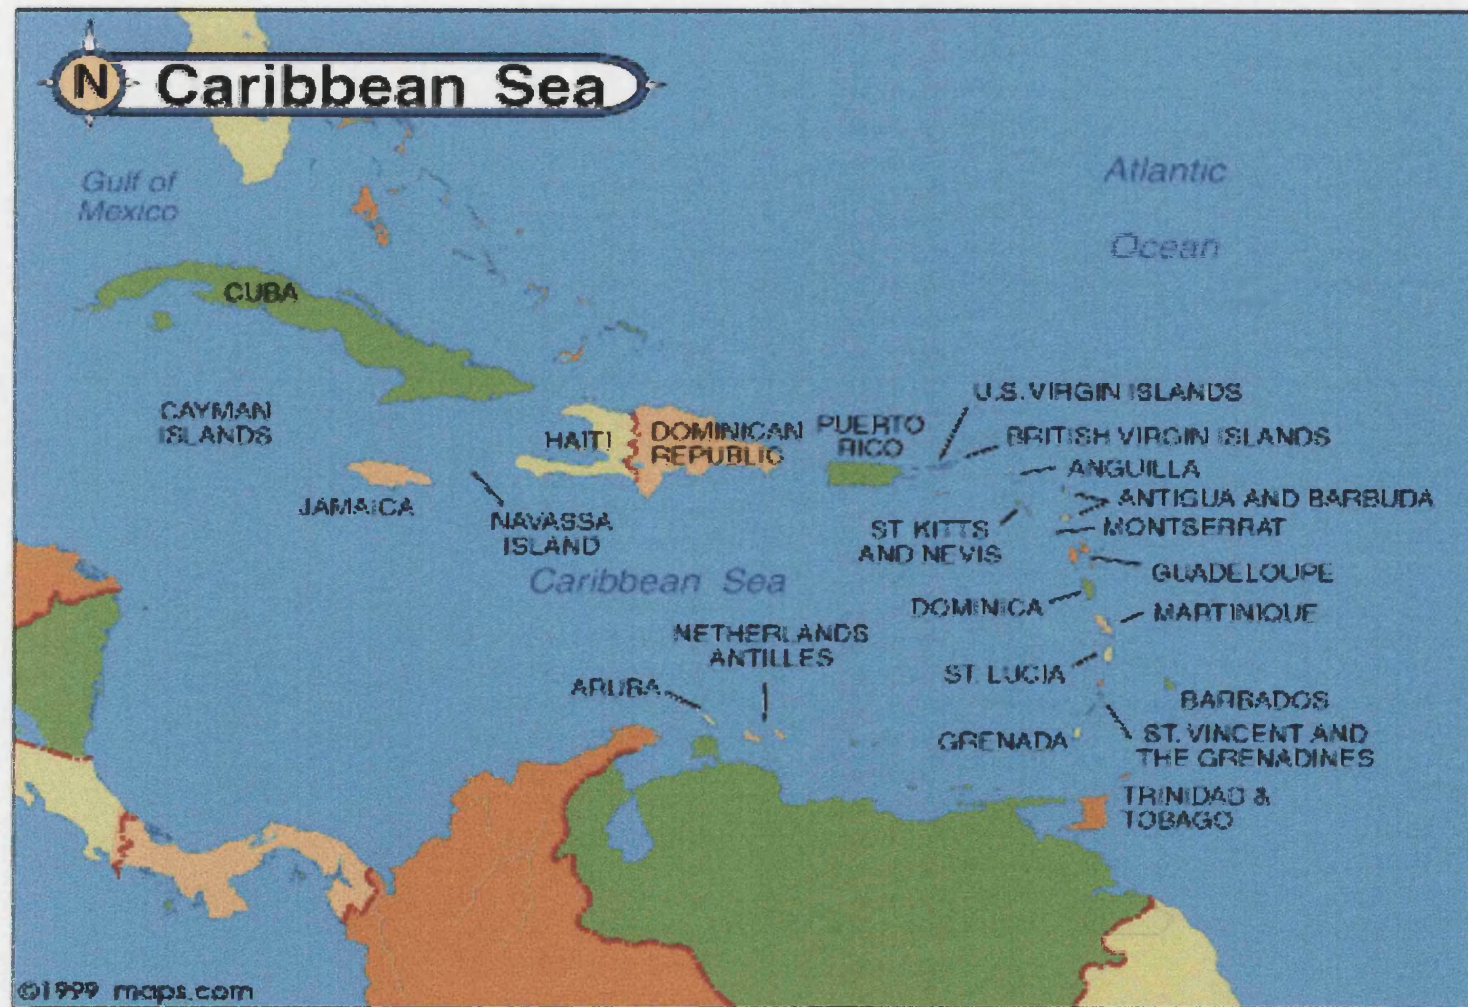 N Caribbean Sea
Atlantic
Gulf of
Mexico
Ocean
CUBA
U.S. VIRGIN ISLANDS
CAYMAN
ISLANDS
PUERTO
RICO
HAITI
DOMINICAN
REPUBLIC
BRITISH VIRGIN ISLANDS
ANGUILLA
JAMAICA
ANTIGUA AND BARBUDA
NAVASSA
ISLAND
ST KITTS
AND NEVIS
MONTSERRAT
GUADELOUPE
Caribbean Sea
DOMINICA
MARTINIQUE
NETHERLANDS
ANTILLES
ST. LUCIA
ARUBA
BARBADOS
GRENADA
ST. VINCENT AND
THE GRENADINES
TRINIDAD &
TOBAGO
©1999 maps.com